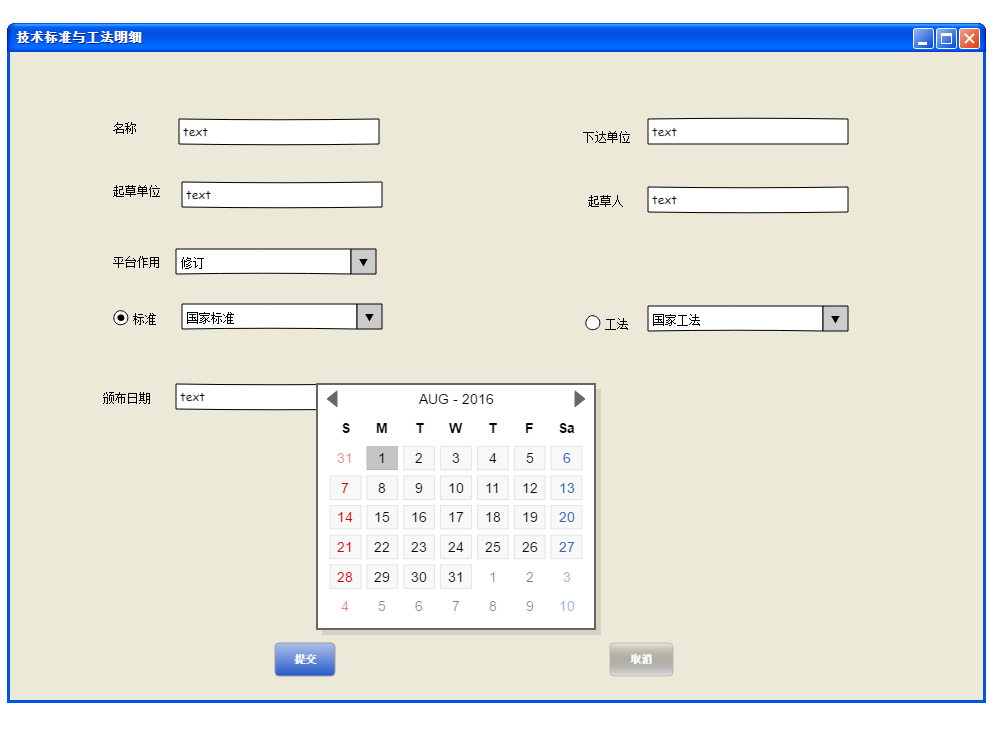 技术标准与工法明细
名称 text
下达单位 text
起草单位 text
起草人 text
平台作用 修订
标准 国家标准
工法 国家工法
颁布日期 text
AUG - 2016
S M T W T F Sa
31 1 2 3 4 5 6
7 8 9 10 11 12 13
14 15 16 17 18 19 20
21 22 23 24 25 26 27
28 29 30 31 1 2 3
4 5 6 7 8 9 10
提交
取消